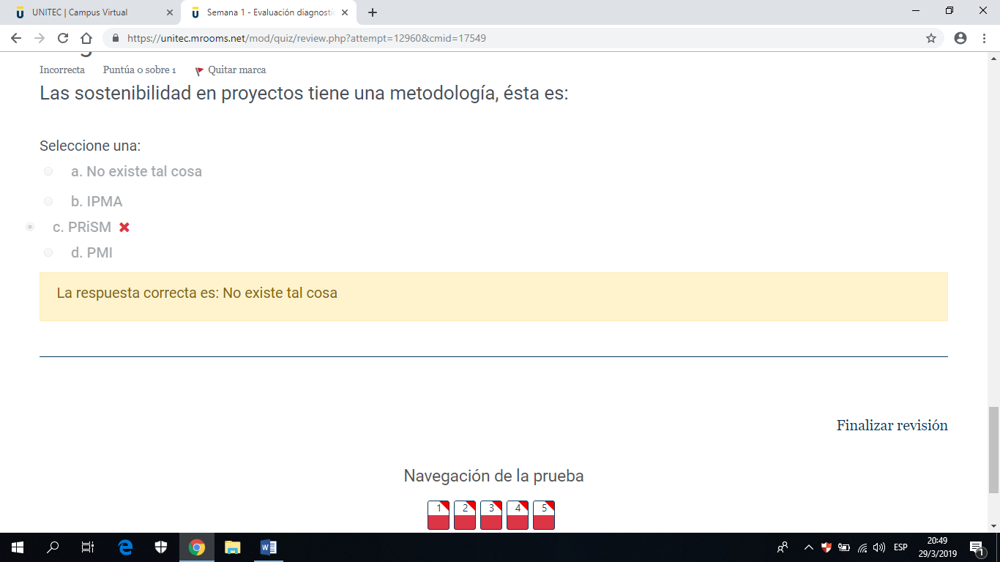 UNITEC | Campus Virtual
Semana 1 - Evaluación diagnostic
https://unitec.mrooms.net/mod/quiz/review.php?attempt=12960&cmid=17549
Incorrecta Puntúa 0 sobre 1 Quitar marca
Las sostenibilidad en proyectos tiene una metodología, ésta es:
Seleccione una:
a. No existe tal cosa
b. IPMA
c. PRiSM
d. PMI
La respuesta correcta es: No existe tal cosa
Finalizar revisión
Navegación de la prueba
1 2 3 4 5
ESP
20:49
29/3/2019
1